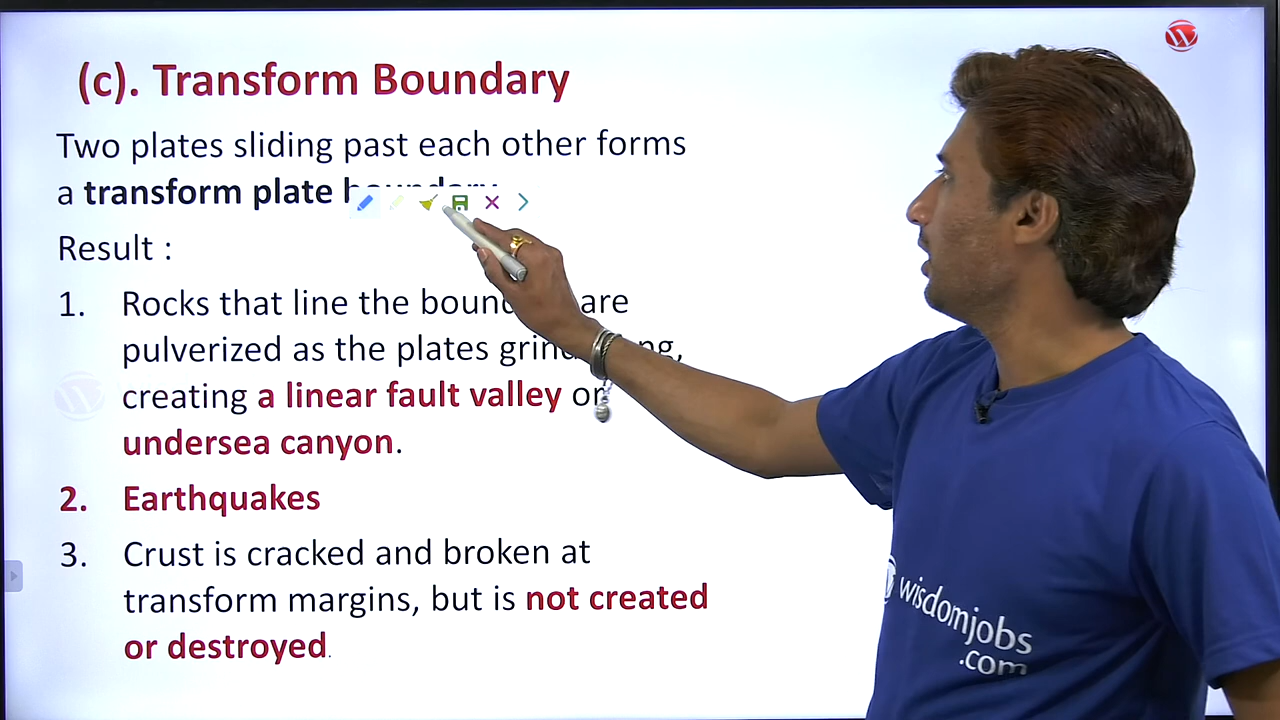 (c). Transform Boundary
Two plates sliding past each other forms
a transform plate
Result :
1. Rocks that line the are
pulverized as the plates
creating a linear fault valley or
undersea canyon.
2. Earthquakes
3. Crust is cracked and broken at
transform margins, but is not created
or destroyed.
wisdomjobs
.com